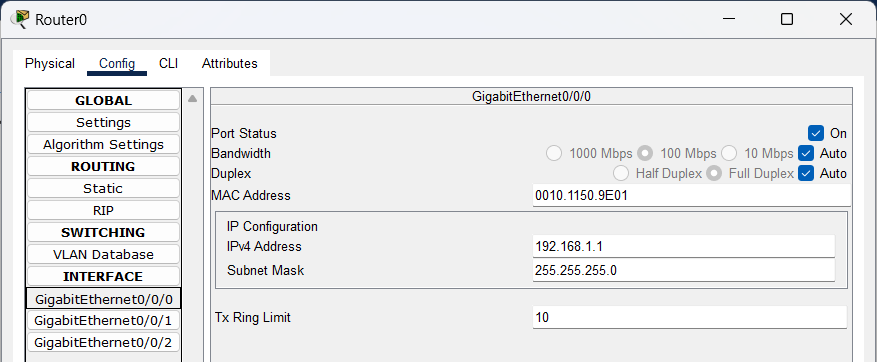 Router0
Physical Config CLI Attributes
GLOBAL
Settings
Algorithm Settings
ROUTING
Static
RIP
SWITCHING
VLAN Database
INTERFACE
GigabitEthernet0/0/0
GigabitEthernet0/0/1
GigabitEthernet0/0/2
GigabitEthernet0/0/0
Port Status On
Bandwidth 1000 Mbps 100 Mbps 10 Mbps Auto
Duplex Half Duplex Full Duplex Auto
MAC Address 0010.1150.9E01
IP Configuration
IPv4 Address 192.168.1.1
Subnet Mask 255.255.255.0
Tx Ring Limit 10